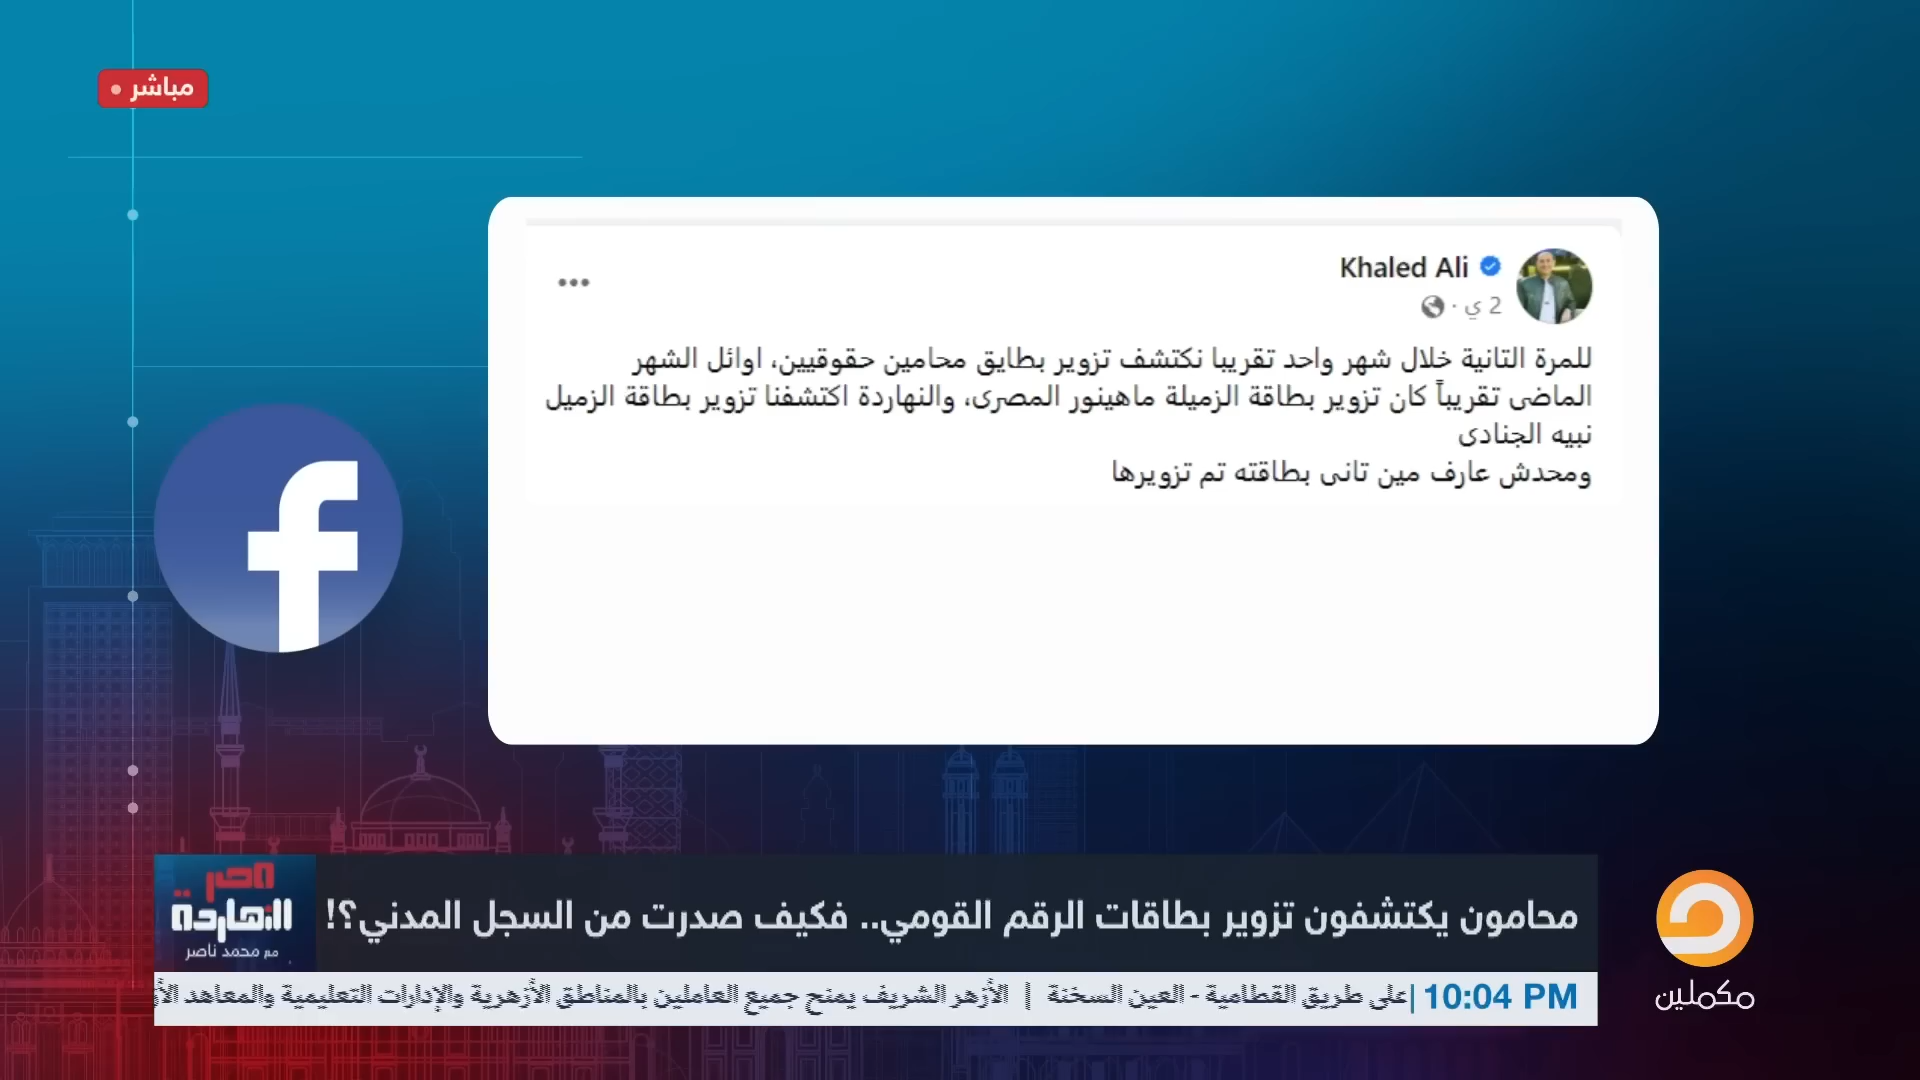 مباشر
Khaled Ali
2 ي ·
للمرة التانية خلال شهر واحد تقريبا نكتشف تزوير بطايق محامين حقوقيين، اوائل الشهر
الماضى تقريباً كان تزوير بطاقة الزميلة ماهينور المصرى، والنهاردة اكتشفنا تزوير بطاقة الزميل
نبيه الجنادى
ومحدش عارف مين تانى بطاقته تم تزويرها
محامون يكتشفون تزوير بطاقات الرقم القومي.. فكيف صدرت من السجل المدني؟!
مصر
النهاردة
مع محمد ناصر
10:04 PM | على طريق القطامية - العين السخنة | الأزهر الشريف يمنح جميع العاملين بالمناطق الأزهرية والإدارات التعليمية والمعاهد
مكملين